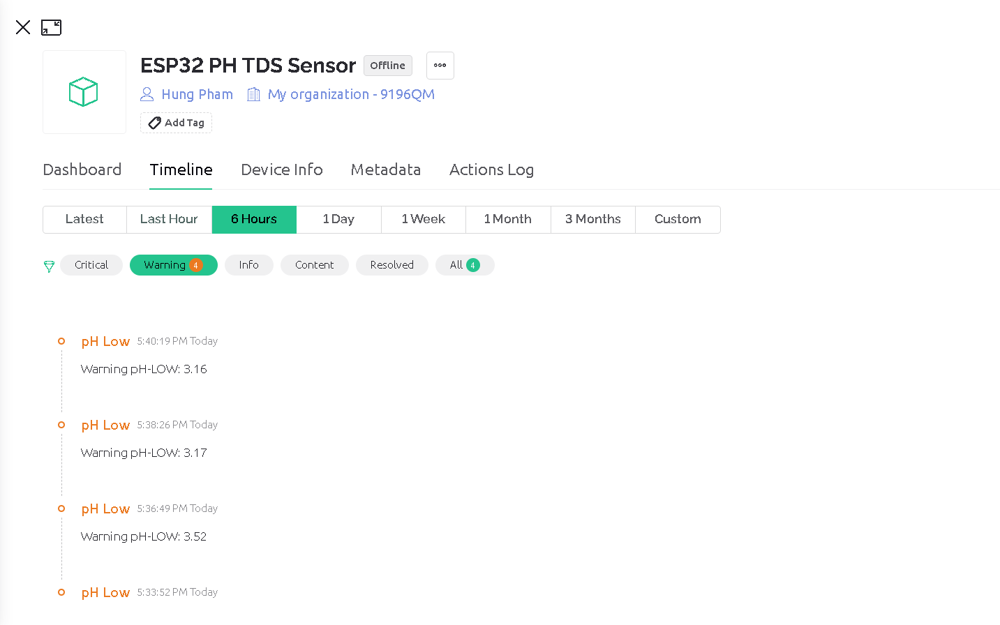 ESP32 PH TDS Sensor Offline
Hung Pham My organization - 9196QM
Add Tag
Dashboard Timeline Device Info Metadata Actions Log
Latest Last Hour 6 Hours 1 Day 1 Week 1 Month 3 Months Custom
Critical Warning 4 Info Content Resolved All 4
pH Low 5:40:19 PM Today
Warning pH-LOW: 3.16
pH Low 5:38:26 PM Today
Warning pH-LOW: 3.17
pH Low 5:36:49 PM Today
Warning pH-LOW: 3.52
pH Low 5:33:52 PM Today